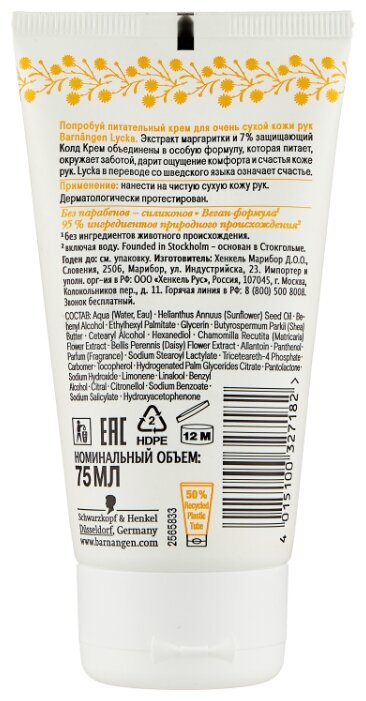 Попробуй питательный крем для очень сухой кожи рук
Barnängen Lycka. Экстракт маргаритки и 7% защищающий
Колд Крем объединены в особую формулу, которая питает,
окружает заботой, дарит ощущение комфорта и счастья коже
рук. Lycka в переводе со шведского языка означает счастье.
Применение: нанести на чистую сухую кожу рук.
Дерматологически протестирован.
Без парабенов – силиконов • Веган-формула¹
95 % ингредиентов природного происхождения²
¹Без ингредиентов животного происхождения.
²включая воду. Founded in Stockholm – основан в Стокгольме.
Годен до: см. упаковку. Изготовитель: Хенкель Марибор Д.О.О.,
Словения, 2506, Марибор, ул. Индустрийска, 23. Импортер и
уполн. орг-ия в РФ: ООО «Хенкель Рус», Россия, 107045, г. Москва,
Колокольников пер., д. 11. Горячая линия в РФ: 8 (800) 500 8008.
Звонок бесплатный.
СОСТАВ: Aqua (Water, Eau) • Helianthus Annuus (Sunflower) Seed Oil • Be-
henyl Alcohol • Ethylhexyl Palmitate • Glycerin • Butyrospermum Parkii (Shea)
Butter • Cetearyl Alcohol • Hexanediol • Chamomilla Recutita (Matricaria)
Flower Extract • Bellis Perennis (Daisy) Flower Extract • Allantoin • Panthenol •
Parfum (Fragrance) • Sodium Stearoyl Lactylate • Triceteareth-4 Phosphate •
Carbomer • Tocopherol • Hydrogenated Palm Glycerides Citrate • Pantolactone •
Sodium Hydroxide • Limonene • Linalool • Benzyl
Alcohol • Citral • Citronellol • Sodium Benzoate •
Sodium Salicylate • Hydroxyacetophenone
EAC
2
HDPE
12 M
НОМИНАЛЬНЫЙ ОБЪЕМ:
75 МЛ
Schwarzkopf & Henkel
Düsseldorf, Germany
www.barnangen.com
2565833
50%
Recycled
Plastic
Tube
4 015100 327182 >